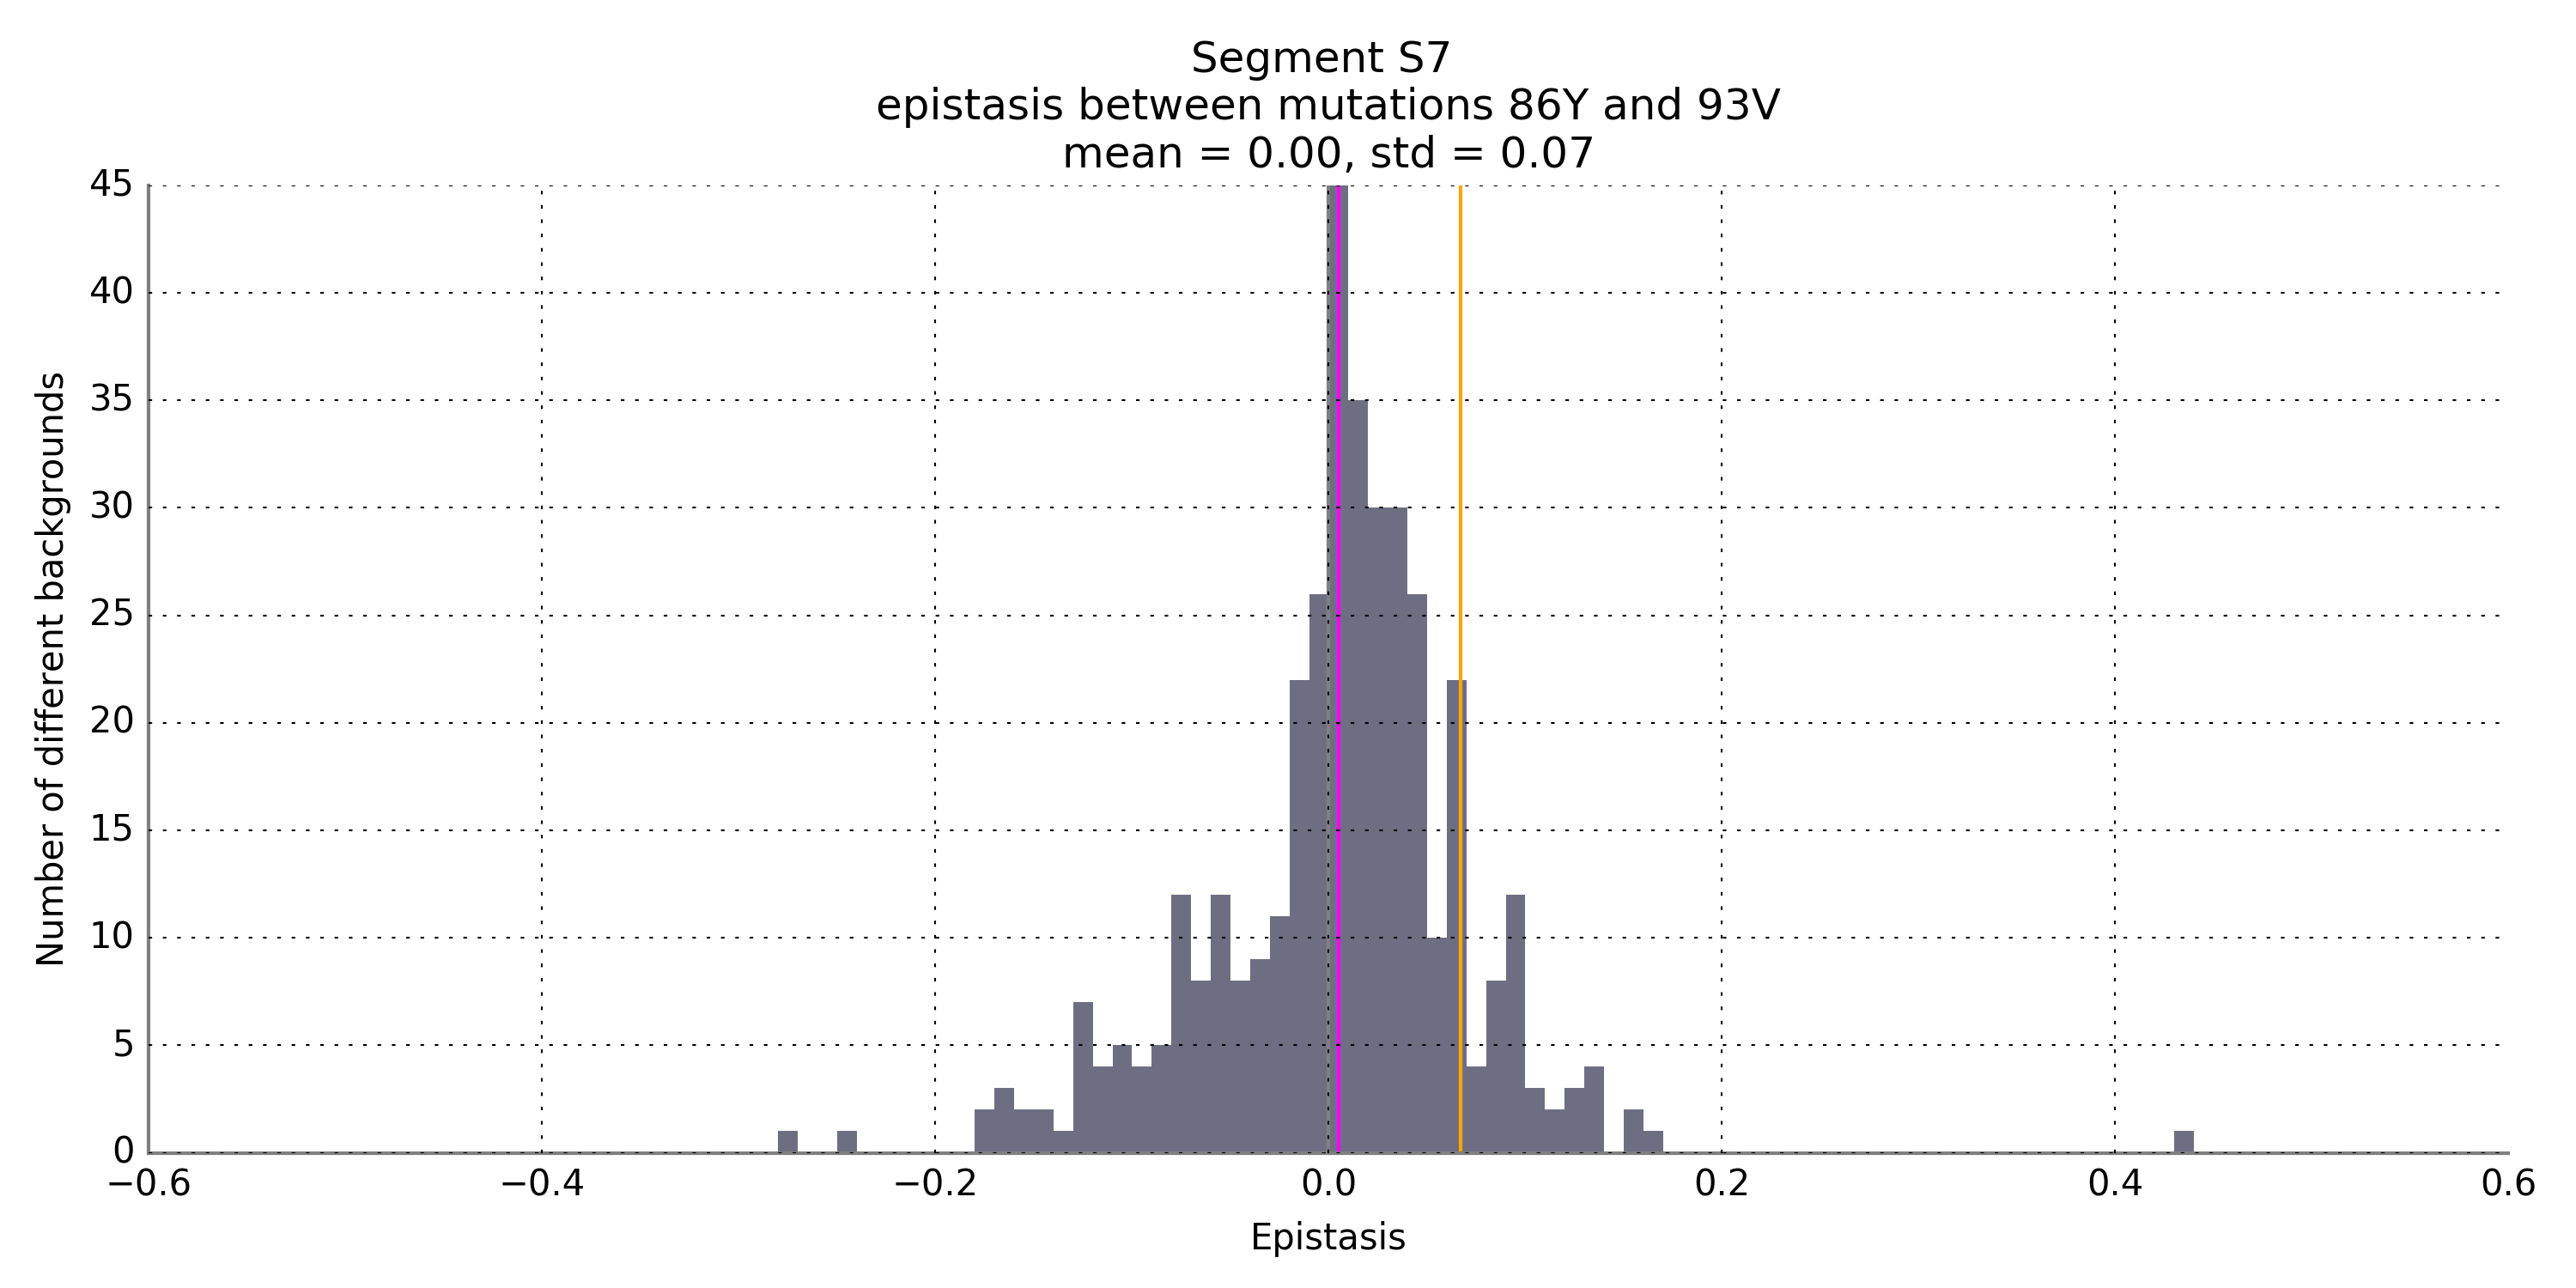 Segment S7
epistasis between mutations 86Y and 93V
mean = 0.00, std = 0.07
45
40
35
30
25
20
15
10
5
0
Number of different backgrounds
−0.6 −0.4 −0.2 0.0 0.2 0.4 0.6
Epistasis